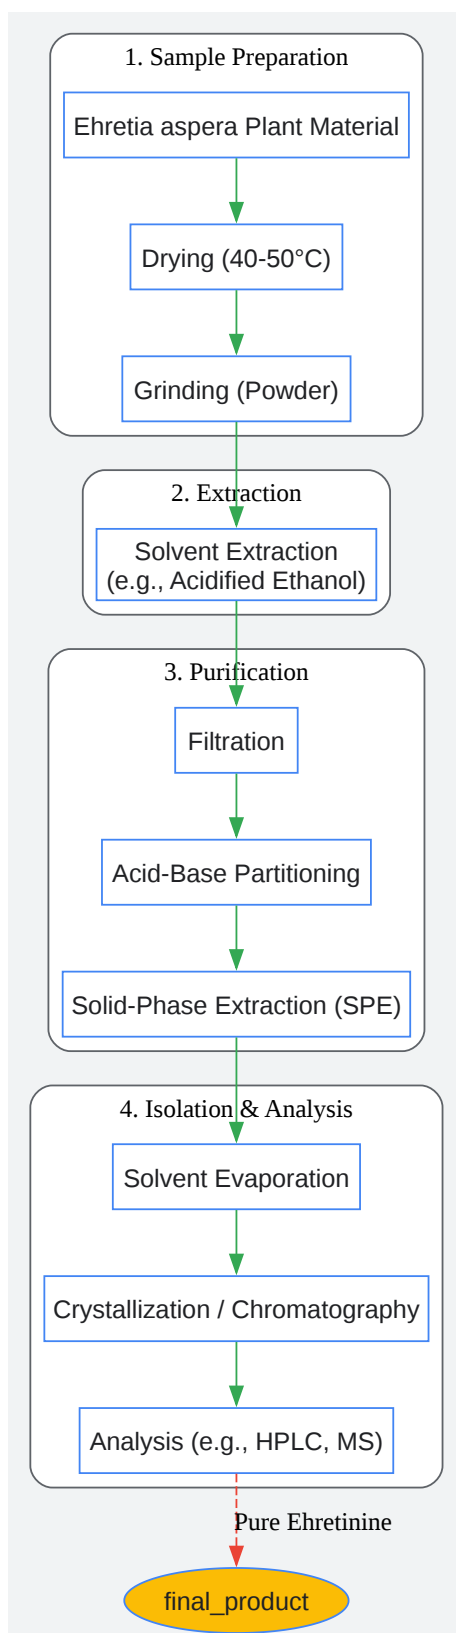 1. Sample Preparation
Ehretia aspera Plant Material
Drying (40-50°C)
Grinding (Powder)
2. Extraction
Solvent Extraction
(e.g., Acidified Ethanol)
3. Purification
Filtration
Acid-Base Partitioning
Solid-Phase Extraction (SPE)
4. Isolation & Analysis
Solvent Evaporation
Crystallization / Chromatography
Analysis (e.g., HPLC, MS)
Pure Ehretinine
final_product